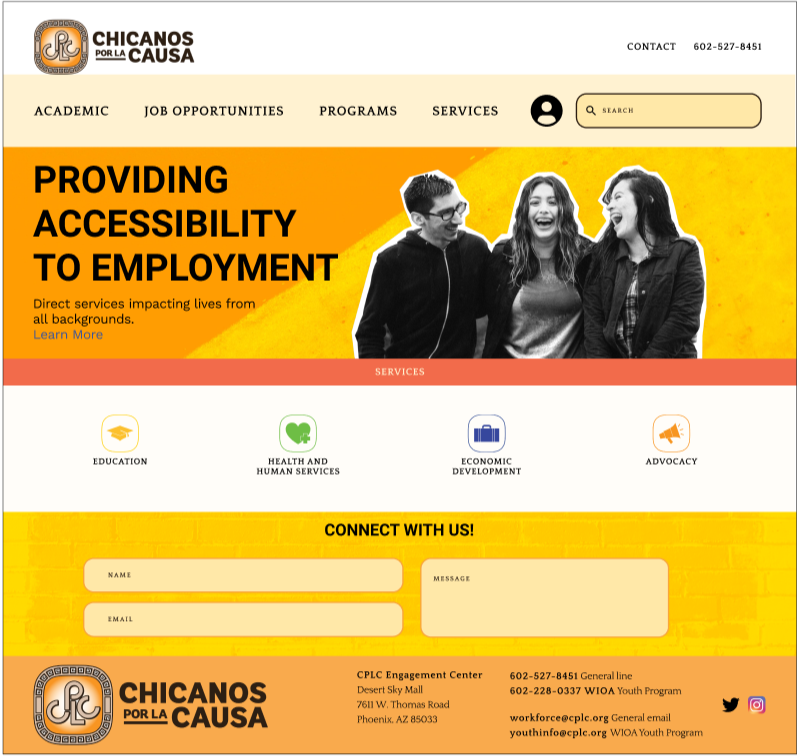 CPLC
CHICANOS
POR LA CAUSA
CONTACT 602-527-8451
ACADEMIC JOB OPPORTUNITIES PROGRAMS SERVICES SEARCH
PROVIDING
ACCESSIBILITY
TO EMPLOYMENT
Direct services impacting lives from
all backgrounds.
Learn More
SERVICES
EDUCATION
HEALTH AND
HUMAN SERVICES
ECONOMIC
DEVELOPMENT
ADVOCACY
CONNECT WITH US!
NAME
EMAIL
MESSAGE
CPLC
CHICANOS
POR LA CAUSA
CPLC Engagement Center
Desert Sky Mall
7611 W. Thomas Road
Phoenix, AZ 85033
602-527-8451 General line
602-228-0337 WIOA Youth Program
workforce@cplc.org General email
youthinfo@cplc.org WIOA Youth Program